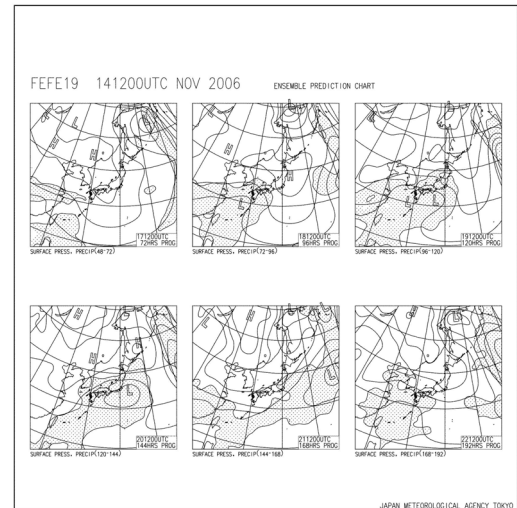 FEFE19 141200UTC NOV 2006 ENSEMBLE PREDICTION CHART
171200UTC
72HRS PROG
SURFACE PRESS, PRECIP(48-72)
181200UTC
96HRS PROG
SURFACE PRESS, PRECIP(72-96)
191200UTC
120HRS PROG
SURFACE PRESS, PRECIP(96-120)
201200UTC
144HRS PROG
SURFACE PRESS, PRECIP(120-144)
211200UTC
168HRS PROG
SURFACE PRESS, PRECIP(144-168)
221200UTC
192HRS PROG
SURFACE PRESS, PRECIP(168-192)
JAPAN METEOROLOGICAL AGENCY TOKYO